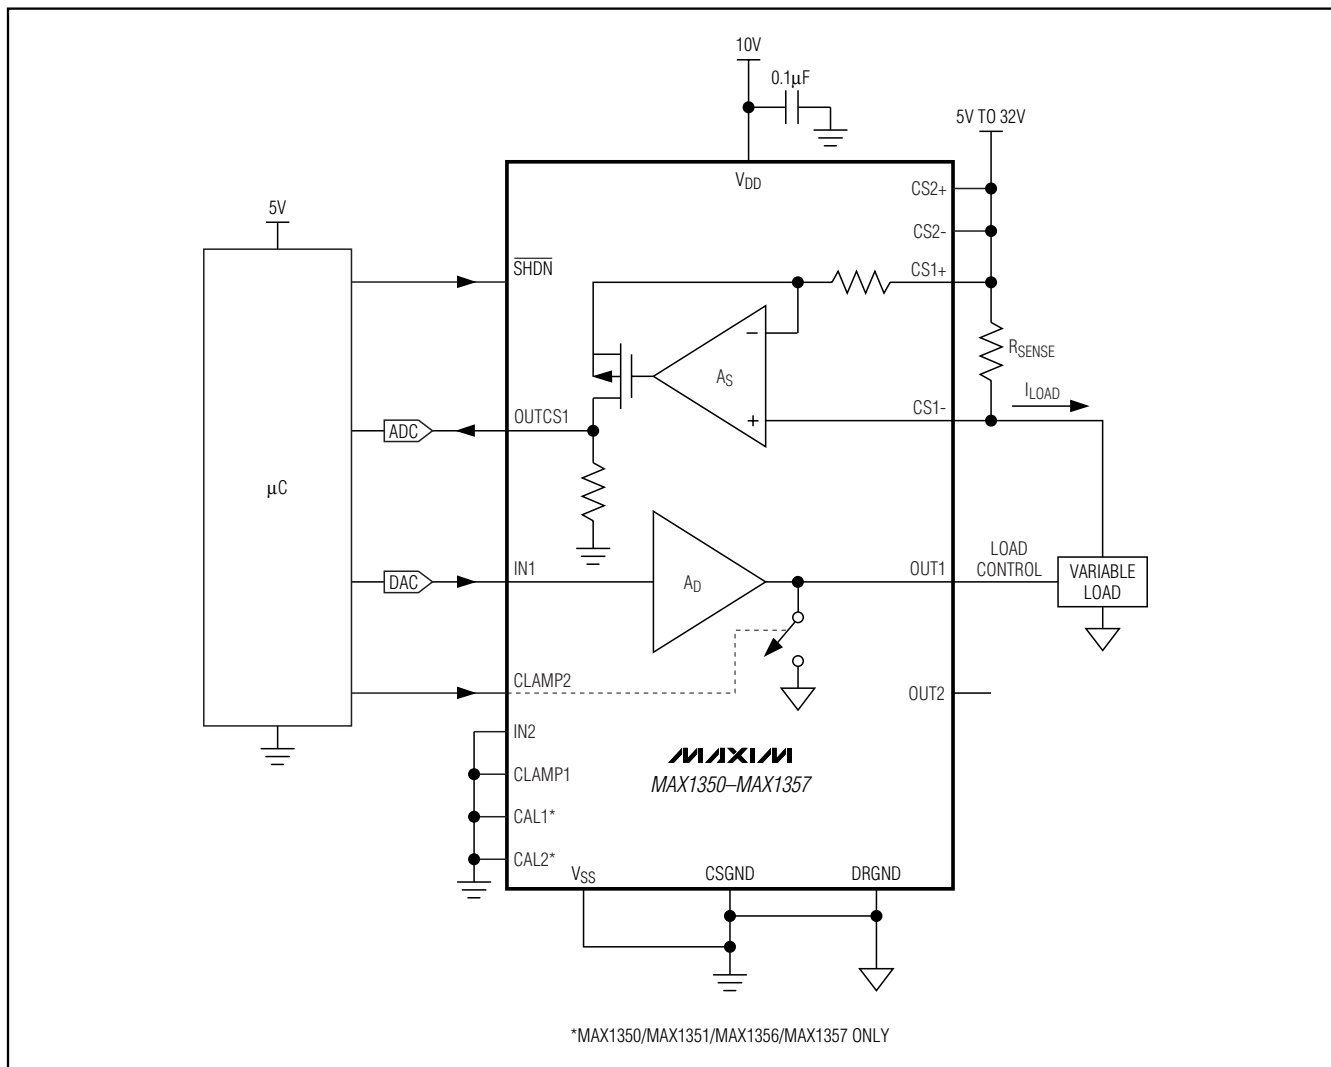 10V
0.1μF
5V TO 32V
VDD
CS2+
5V
CS2-
SHDN
CS1+
RSENSE
−
AS
ILOAD
CS1-
+
OUTCS1
ADC
μC
LOAD
CONTROL
IN1
DAC
AD
OUT1
VARIABLE
LOAD
CLAMP2
OUT2
IN2
MAXIM
CLAMP1
MAX1350–MAX1357
CAL1*
CAL2*
VSS
CSGND
DRGND
*MAX1350/MAX1351/MAX1356/MAX1357 ONLY